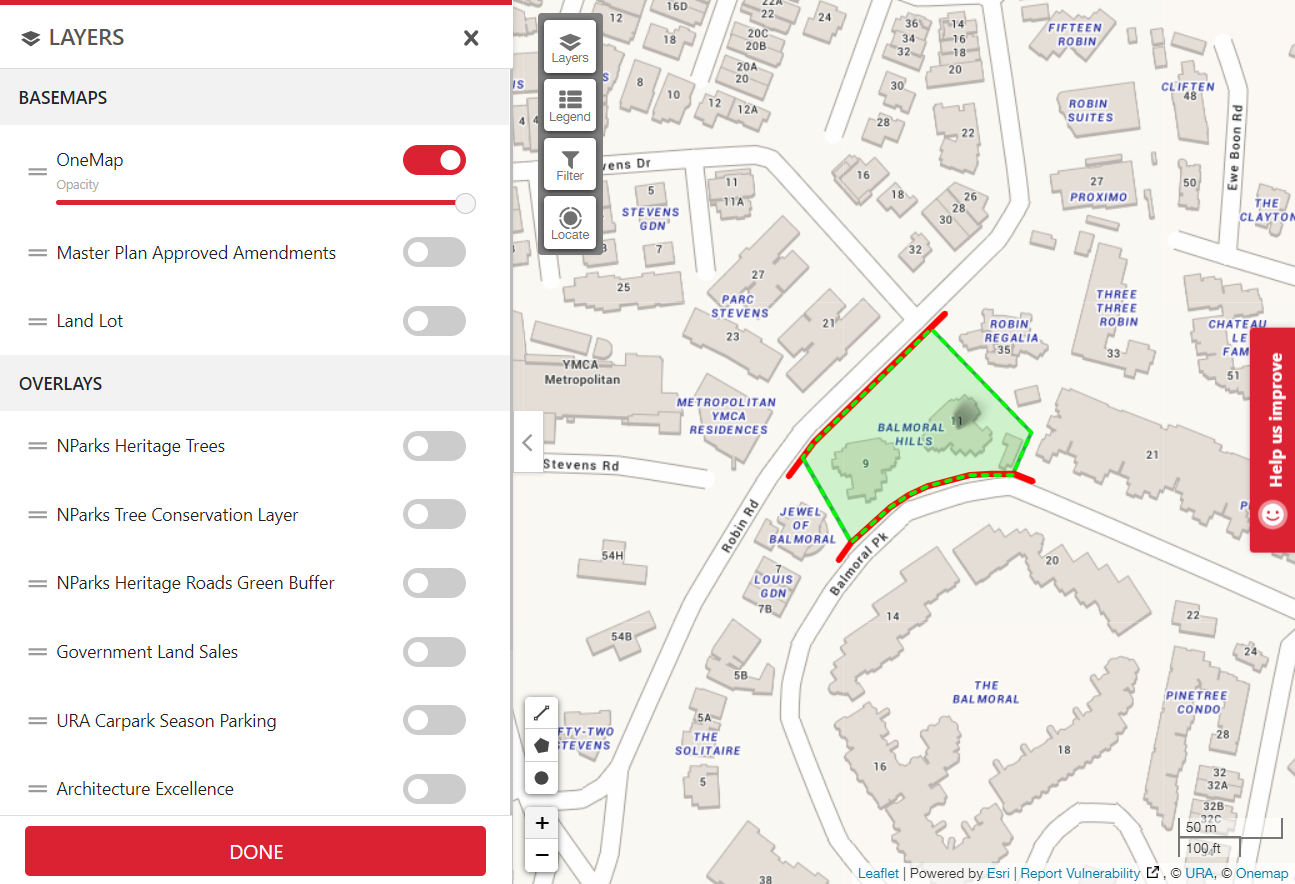 LAYERS
BASEMAPS
OneMap
Opacity
Master Plan Approved Amendments
Land Lot
OVERLAYS
NParks Heritage Trees
NParks Tree Conservation Layer
NParks Heritage Roads Green Buffer
Government Land Sales
URA Carpark Season Parking
Architecture Excellence
DONE
Layers
Legend
Filter
Locate
12
16D
18
22A
22
24
20C
20B
20A
20
8
10
12
12A
4
36
34
32
14
16
18
20
30
28
22
FIFTEEN
ROBIN
CLIFTEN
48
ROBIN
SUITES
Ewe Boon Rd
vens Dr
16
18
26
28
30
32
27
PROXIMO
50
THE
CLAYTON
5
STEVENS
GDN
7
11
11A
25
27
PARC
STEVENS
23
21
THREE
THREE
ROBIN
33
ROBIN
REGALIA
35
CHATEAU
LE
FAM
51
YMCA
Metropolitan
METROPOLITAN
YMCA
RESIDENCES
BALMORAL
HILLS
11
9
21
Help us improve
Stevens Rd
Robin Rd
JEWEL
OF
BALMORAL
Balmoral Pk
54H
7
LOUIS
GDN
7B
20
14
22
24
54B
5B
THE
BALMORAL
PINETREE
CONDO
28
5A
THE
SOLITAIRE
5
FTY-TWO
STEVENS
16
18
32
32A
32B
32C
34
38
+
−
50 m
100 ft
Leaflet | Powered by Esri | Report Vulnerability , © URA, © Onemap